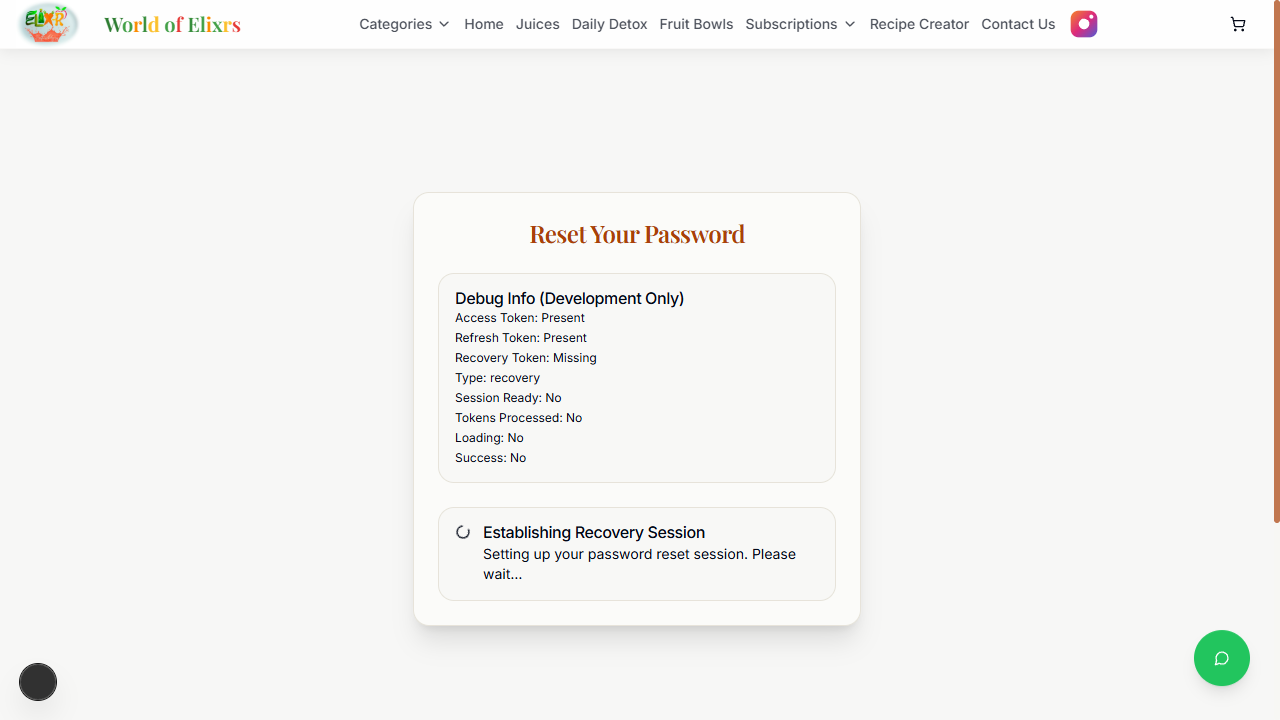 ELIXR
World of Elixrs
Categories
Home
Juices
Daily Detox
Fruit Bowls
Subscriptions
Recipe Creator
Contact Us
Reset Your Password
Debug Info (Development Only)
Access Token: Present
Refresh Token: Present
Recovery Token: Missing
Type: recovery
Session Ready: No
Tokens Processed: No
Loading: No
Success: No
Establishing Recovery Session
Setting up your password reset session. Please
wait...